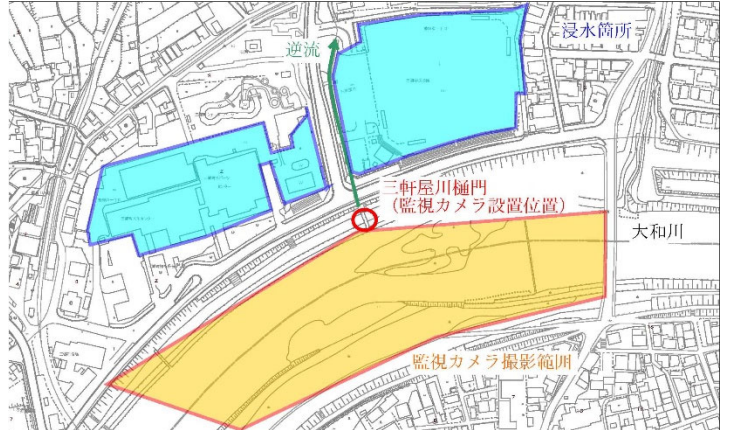 浸水箇所
逆流
三軒屋川樋門
（監視カメラ設置位置）
大和川
監視カメラ撮影範囲